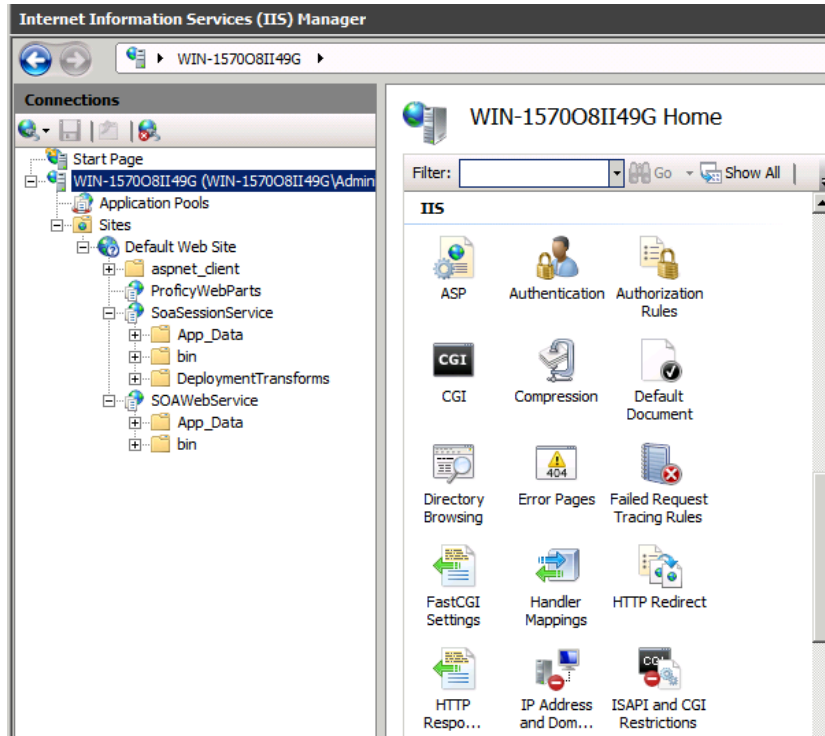 Internet Information Services (IIS) Manager
WIN-1570O8II49G
Connections
Start Page
WIN-1570O8II49G (WIN-1570O8II49G\Admin
Application Pools
Sites
Default Web Site
aspnet_client
ProficyWebParts
SoaSessionService
App_Data
bin
DeploymentTransforms
SOAWebService
App_Data
bin
WIN-1570O8II49G Home
Filter: Go Show All
IIS
ASP Authentication Authorization
Rules
CGI
CGI Compression Default
Document
404
Directory Error Pages Failed Request
Browsing Tracing Rules
FastCGI Handler HTTP Redirect
Settings Mappings
CGI
HTTP IP Address ISAPI and CGI
Respo... and Dom... Restrictions